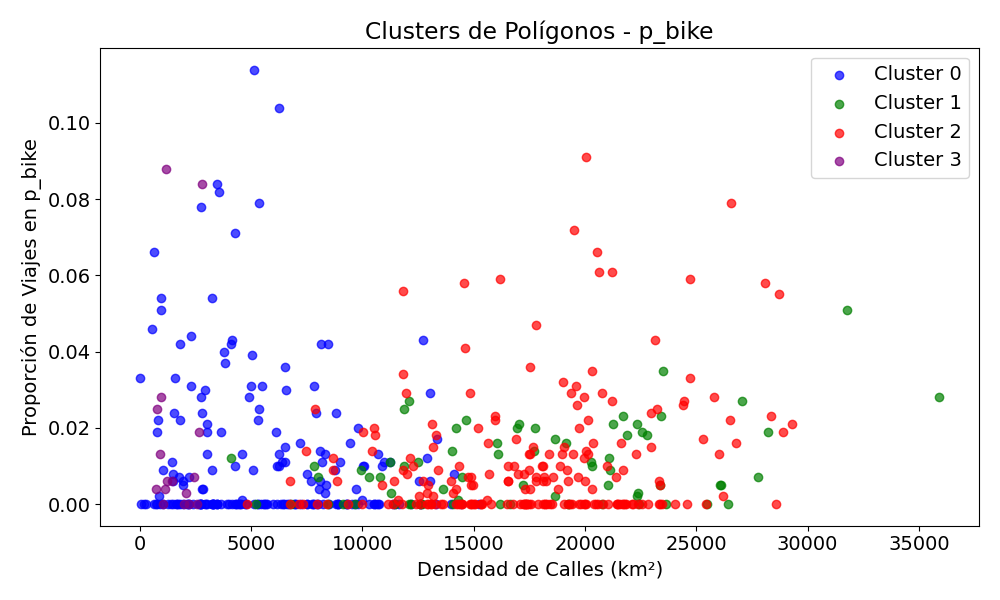 Clusters de Polígonos - p_bike
Cluster 0
Cluster 1
Cluster 2
Cluster 3
Proporción de Viajes en p_bike
0.10
0.08
0.06
0.04
0.02
0.00
0 5000 10000 15000 20000 25000 30000 35000
Densidad de Calles (km²)